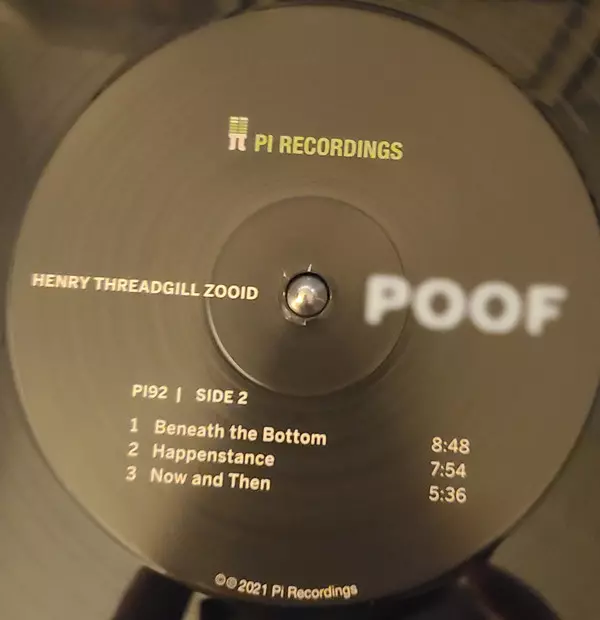 PI RECORDINGS
HENRY THREADGILL ZOOID
POOF
PI92 | SIDE 2
1 Beneath the Bottom 8:48
2 Happenstance 7:54
3 Now and Then 5:36
©℗ 2021 Pi Recordings